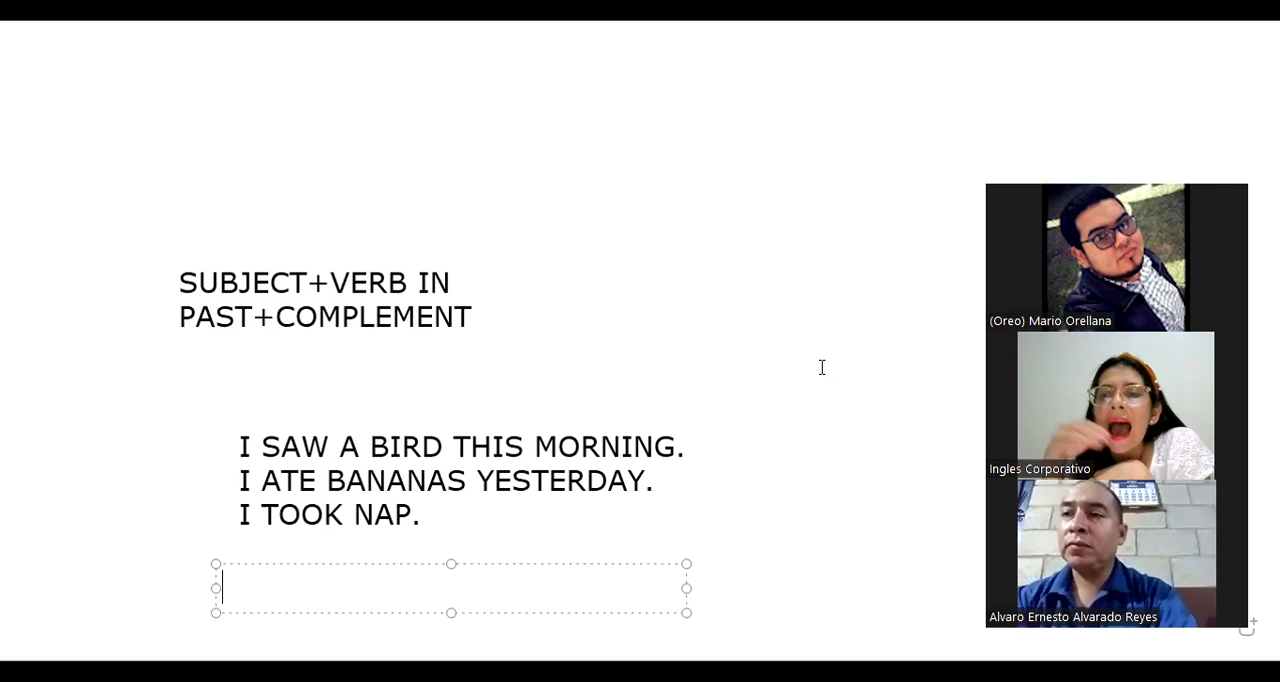 SUBJECT+VERB IN
PAST+COMPLEMENT
I SAW A BIRD THIS MORNING.
I ATE BANANAS YESTERDAY.
I TOOK NAP.
(Oreo) Mario Orellana
Ingles Corporativo
Alvaro Ernesto Alvarado Reyes